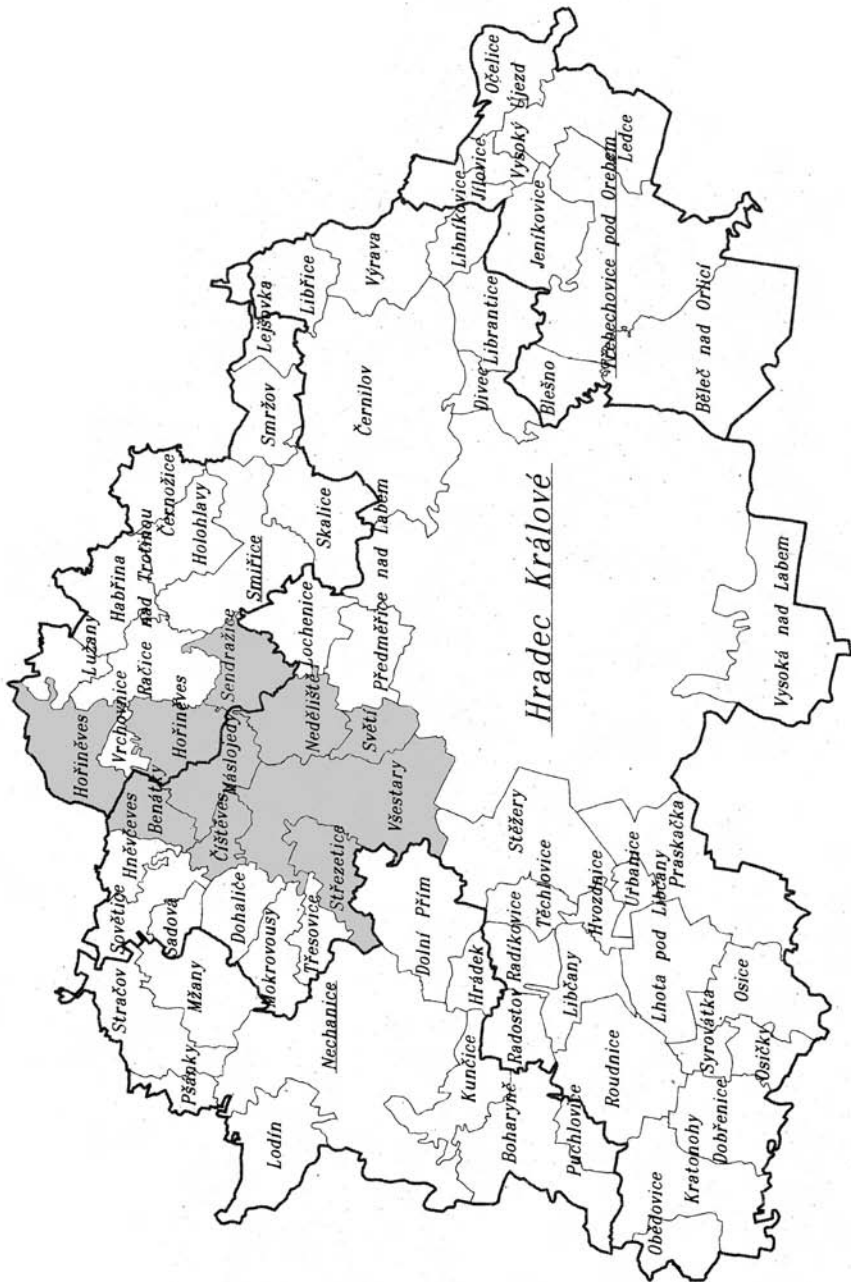 Hořiněves
Vrchovnice
Lužany
Habřina
Račice nad Trotinou
Černožice
Holohlavy
Smiřice
Hořiněves
Benátky
Hněvčeves
Sovětice
Stračov
Sadová
Mžany
Pšánky
Dohalice
Čištěves
Máslojedy
Sendražice
Lochenice
Skalice
Smržov
Lejšovka
Libřice
Výrava
Černilov
Předměřice nad Labem
Neděliště
Světí
Všestary
Střezetice
Třesovice
Mokrovousy
Nechanice
Lodín
Dolní Přím
Hrádek
Kunčice
Boharyně
Radostov
Radíkovice
Těchlovice
Stěžery
Hradec Králové
Divec
Librantice
Libníkovice
Jílovice
Vysoký Újezd
Očelice
Jeníkovice
Blešno
Třebechovice pod Orebem
Ledce
Běleč nad Orlicí
Vysoká nad Labem
Puchlovice
Libčany
Hvozdnice
Urbanice
Praskačka
Lhota pod Libčany
Roudnice
Syrovátka
Osice
Osičky
Dobřenice
Kratonohy
Obědovice